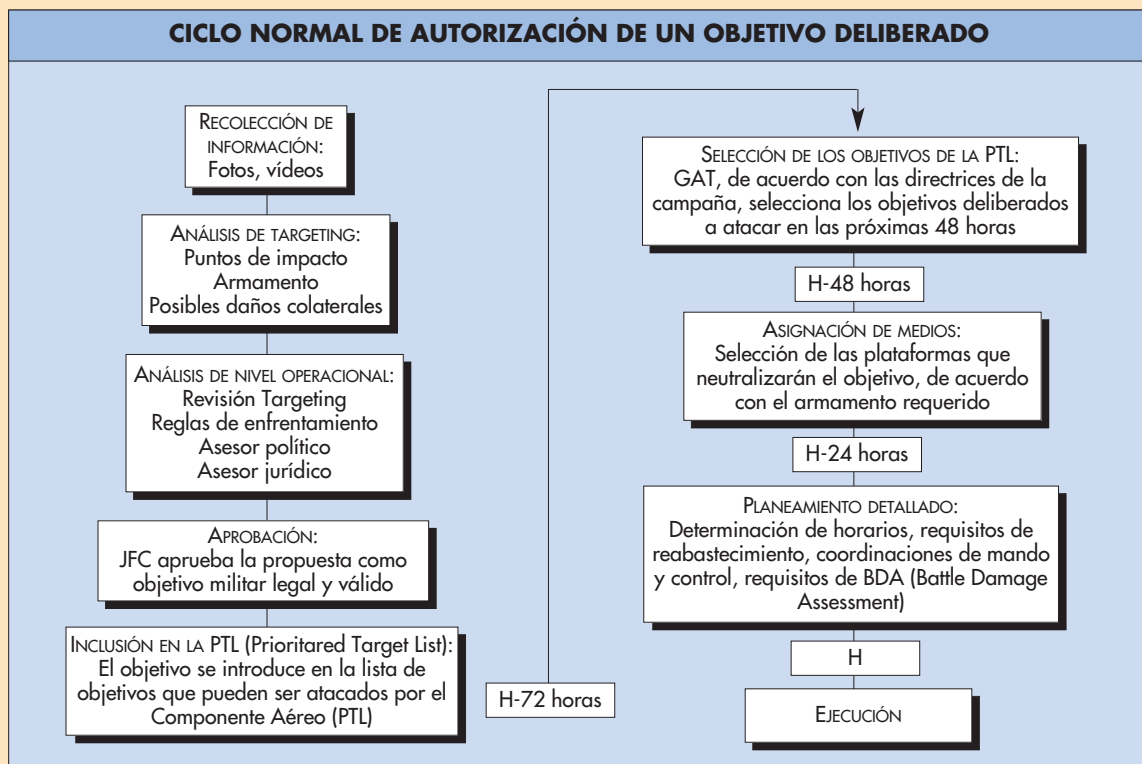 CICLO NORMAL DE AUTORIZACIÓN DE UN OBJETIVO DELIBERADO
RECOLECCIÓN DE
INFORMACIÓN:
Fotos, vídeos
ANÁLISIS DE TARGETING:
Puntos de impacto
Armamento
Posibles daños colaterales
ANÁLISIS DE NIVEL OPERACIONAL:
Revisión Targeting
Reglas de enfrentamiento
Asesor político
Asesor jurídico
APROBACIÓN:
JFC aprueba la propuesta como
objetivo militar legal y válido
INCLUSIÓN EN LA PTL (Prioritared Target List):
El objetivo se introduce en la lista de
objetivos que pueden ser atacados por el
Componente Aéreo (PTL)
H-72 horas
SELECCIÓN DE LOS OBJETIVOS DE LA PTL:
GAT, de acuerdo con las directrices de la
campaña, selecciona los objetivos deliberados
a atacar en las próximas 48 horas
H-48 horas
ASIGNACIÓN DE MEDIOS:
Selección de las plataformas que
neutralizarán el objetivo, de acuerdo
con el armamento requerido
H-24 horas
PLANEAMIENTO DETALLADO:
Determinación de horarios, requisitos de
reabastecimiento, coordinaciones de mando
y control, requisitos de BDA (Battle Damage
Assessment)
H
EJECUCIÓN